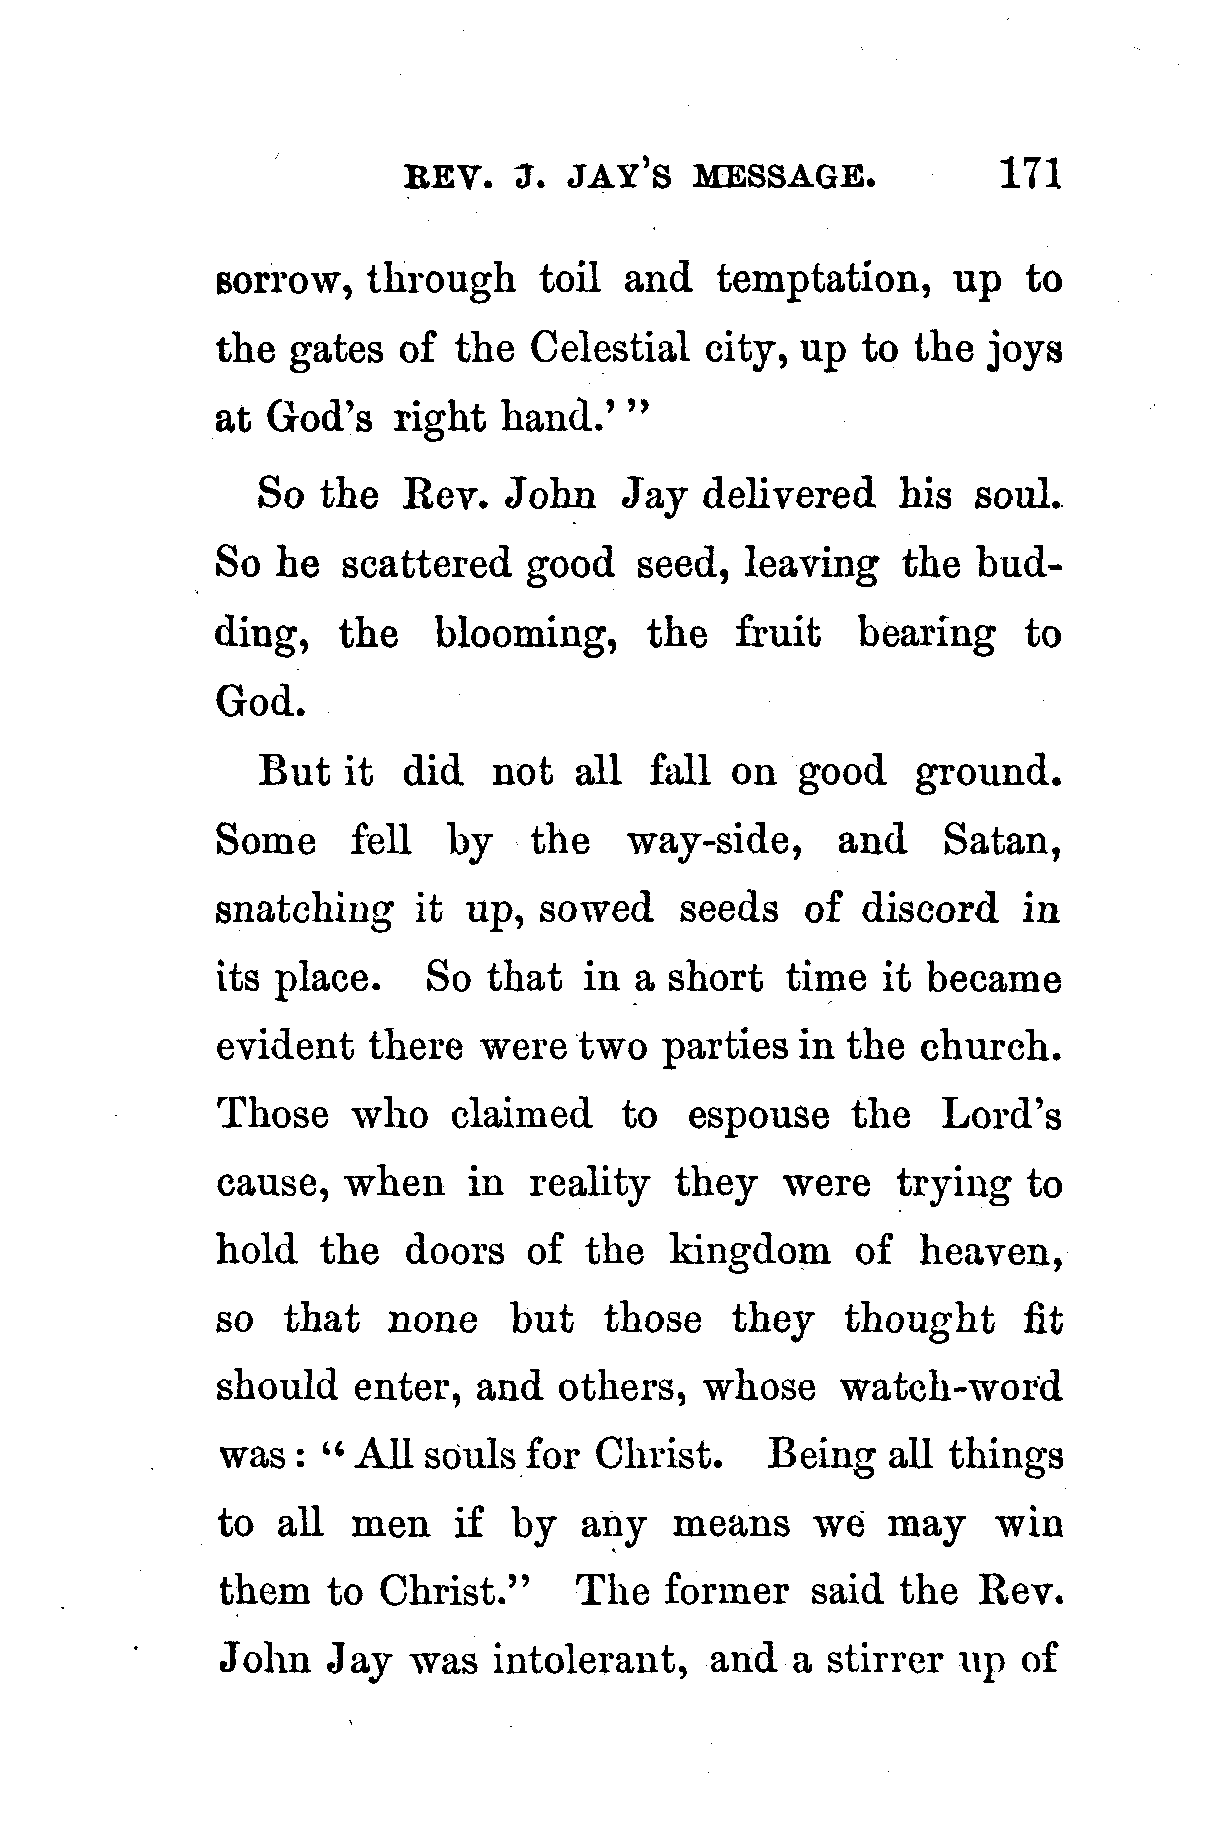 REV. J. JAY'S MESSAGE. 171
sorrow, through toil and temptation, up to
the gates of the Celestial city, up to the joys
at God's right hand.' "
So the Rev. John Jay delivered his soul.
So he scattered good seed, leaving the bud-
ding, the blooming, the fruit bearing to
God.
But it did not all fall on good ground.
Some fell by the way-side, and Satan,
snatching it up, sowed seeds of discord in
its place. So that in a short time it became
evident there were two parties in the church.
Those who claimed to espouse the Lord's
cause, when in reality they were trying to
hold the doors of the kingdom of heaven,
so that none but those they thought fit
should enter, and others, whose watch-word
was : " All souls for Christ. Being all things
to all men if by any means we may win
them to Christ." The former said the Rev.
John Jay was intolerant, and a stirrer up of